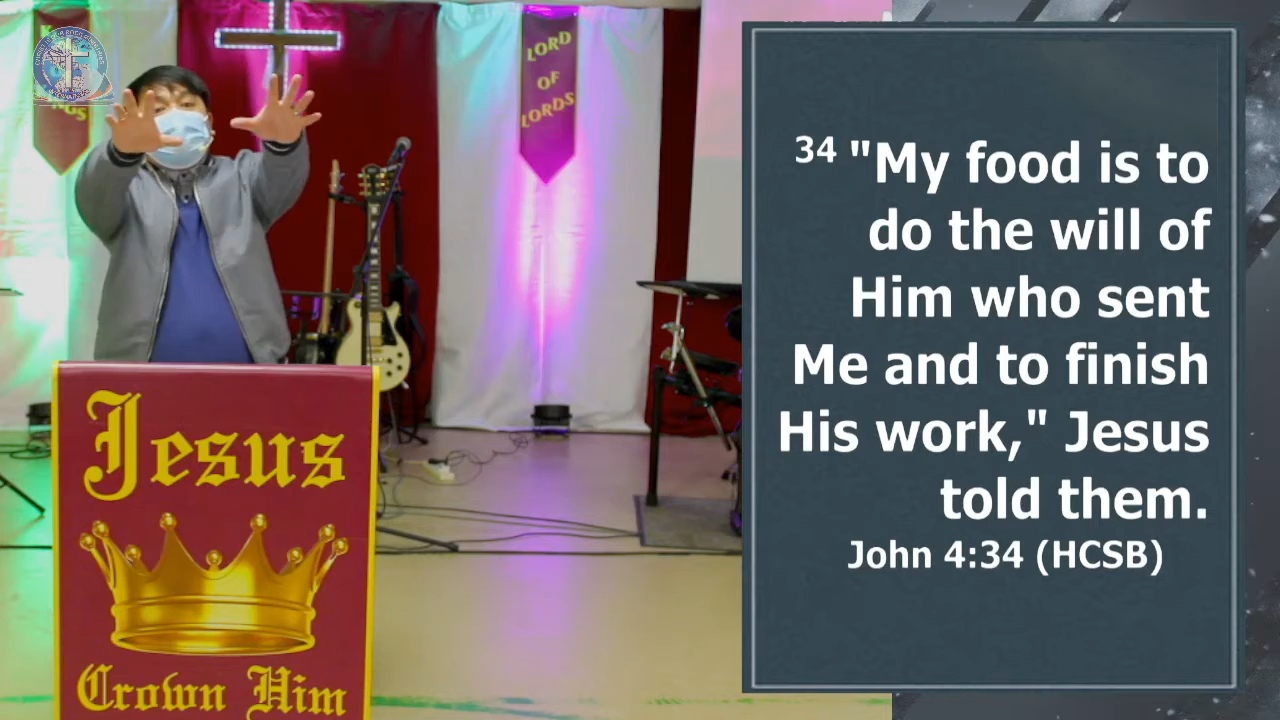 LORD
OF
LORDS
Jesus
Crown Him
34 "My food is to
do the will of
Him who sent
Me and to finish
His work," Jesus
told them.
John 4:34 (HCSB)